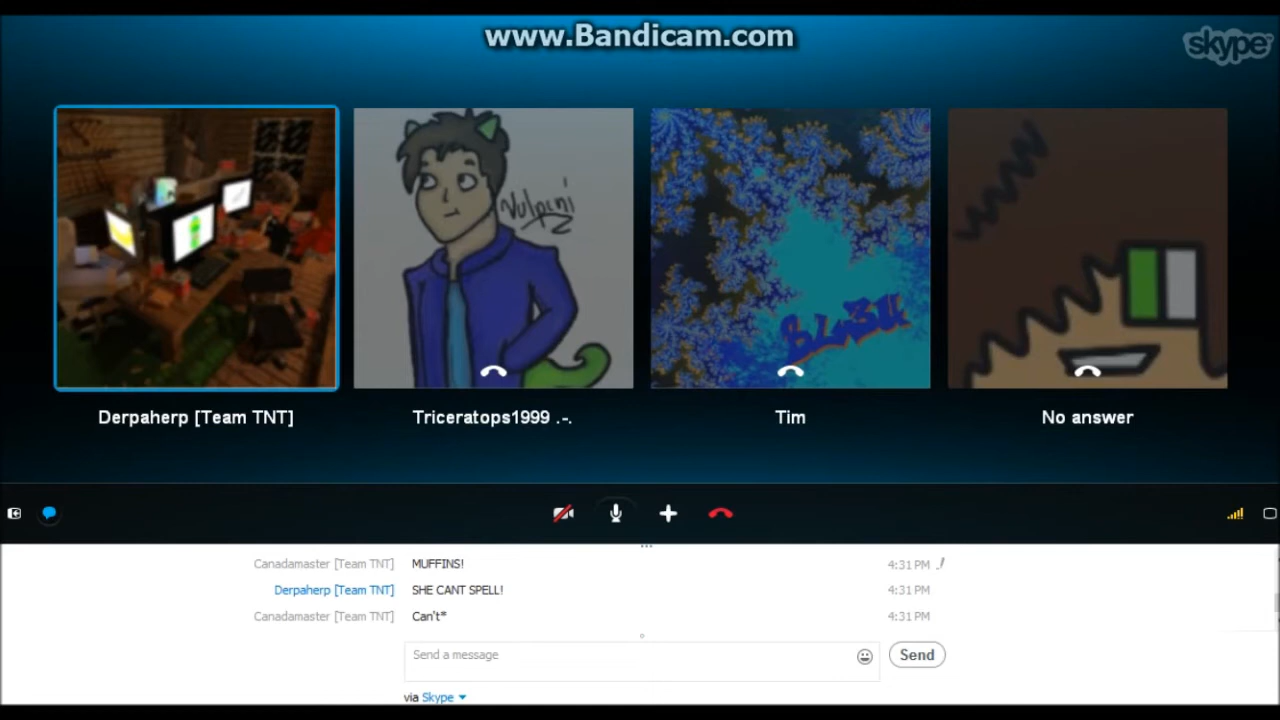 www.Bandicam.com
skype
Vulpeni
BLu3U
Derpaherp [Team TNT]
Triceratops1999 .-.
Tim
No answer
Canadamaster [Team TNT] MUFFINS! 4:31 PM
Derpaherp [Team TNT] SHE CANT SPELL! 4:31 PM
Canadamaster [Team TNT] Can't* 4:31 PM
Send a message
Send
via Skype